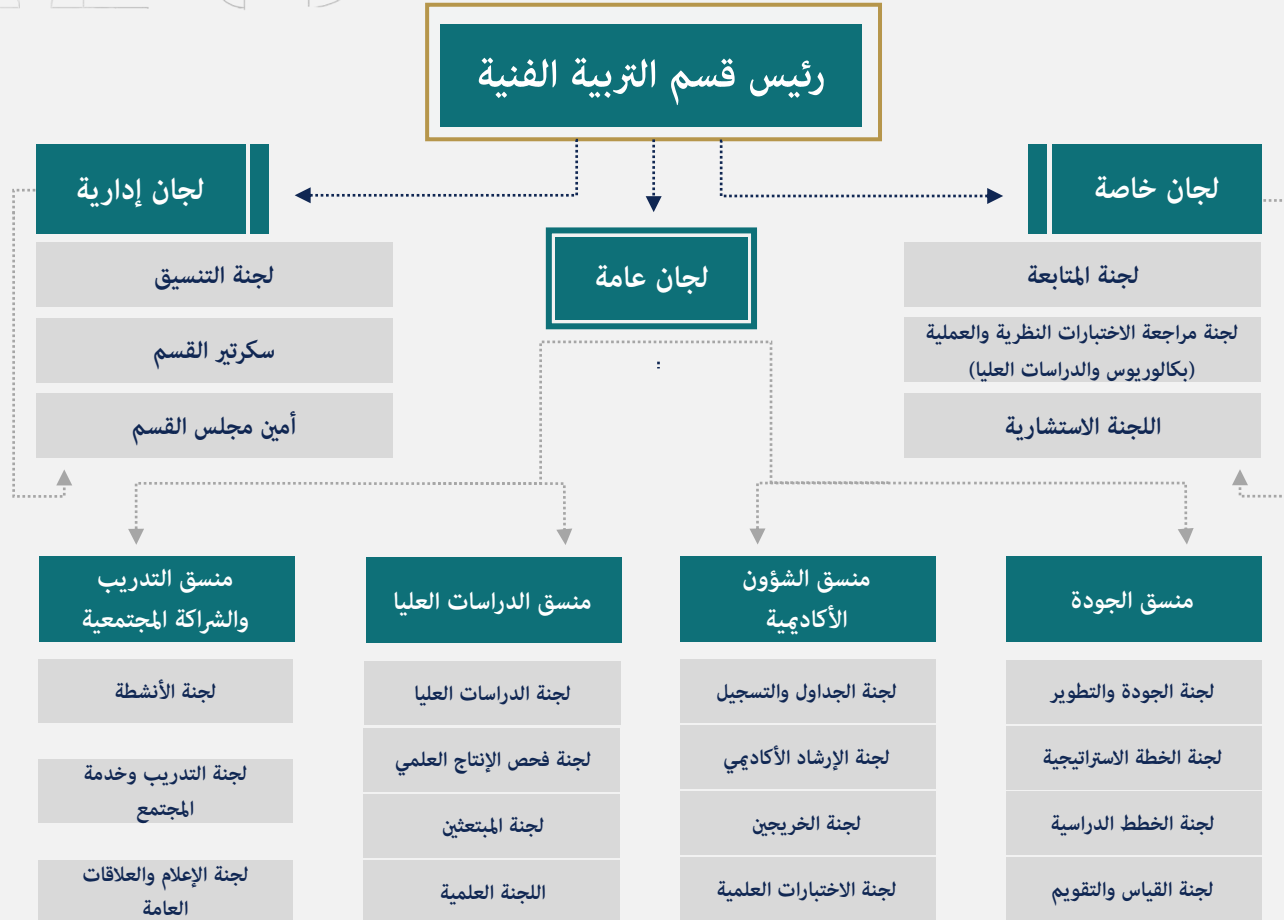 رئيس قسم التربية الفنية
لجان خاصة
لجنة المتابعة
لجنة مراجعة الاختبارات النظرية والعملية
(بكالوريوس والدراسات العليا)
اللجنة الاستشارية
لجان عامة
:
لجان إدارية
لجنة التنسيق
سكرتير القسم
أمين مجلس القسم
منسق الجودة
لجنة الجودة والتطوير
لجنة الخطة الاستراتيجية
لجنة الخطط الدراسية
لجنة القياس والتقويم
منسق الشؤون
الأكاديمية
لجنة الجداول والتسجيل
لجنة الإرشاد الأكاديمي
لجنة الخريجين
لجنة الاختبارات العلمية
منسق الدراسات العليا
لجنة الدراسات العليا
لجنة فحص الإنتاج العلمي
لجنة المبتعثين
اللجنة العلمية
منسق التدريب
والشراكة المجتمعية
لجنة الأنشطة
لجنة التدريب وخدمة
المجتمع
لجنة الإعلام والعلاقات
العامة